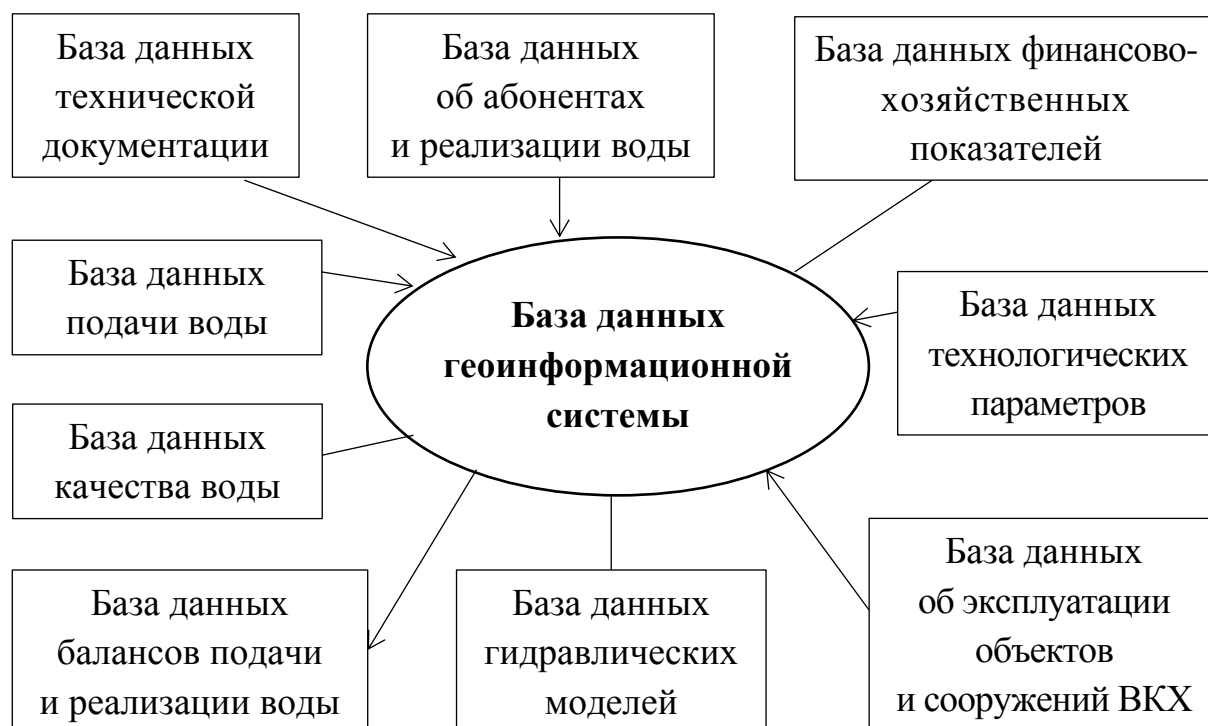 База данных
технической
документации
База данных
об абонентах
и реализации воды
База данных финансово-
хозяйственных
показателей
База данных
подачи воды
База данных
геоинформационной
системы
База данных
технологических
параметров
База данных
качества воды
База данных
балансов подачи
и реализации воды
База данных
гидравлических
моделей
База данных
об эксплуатации
объектов
и сооружений ВКХ